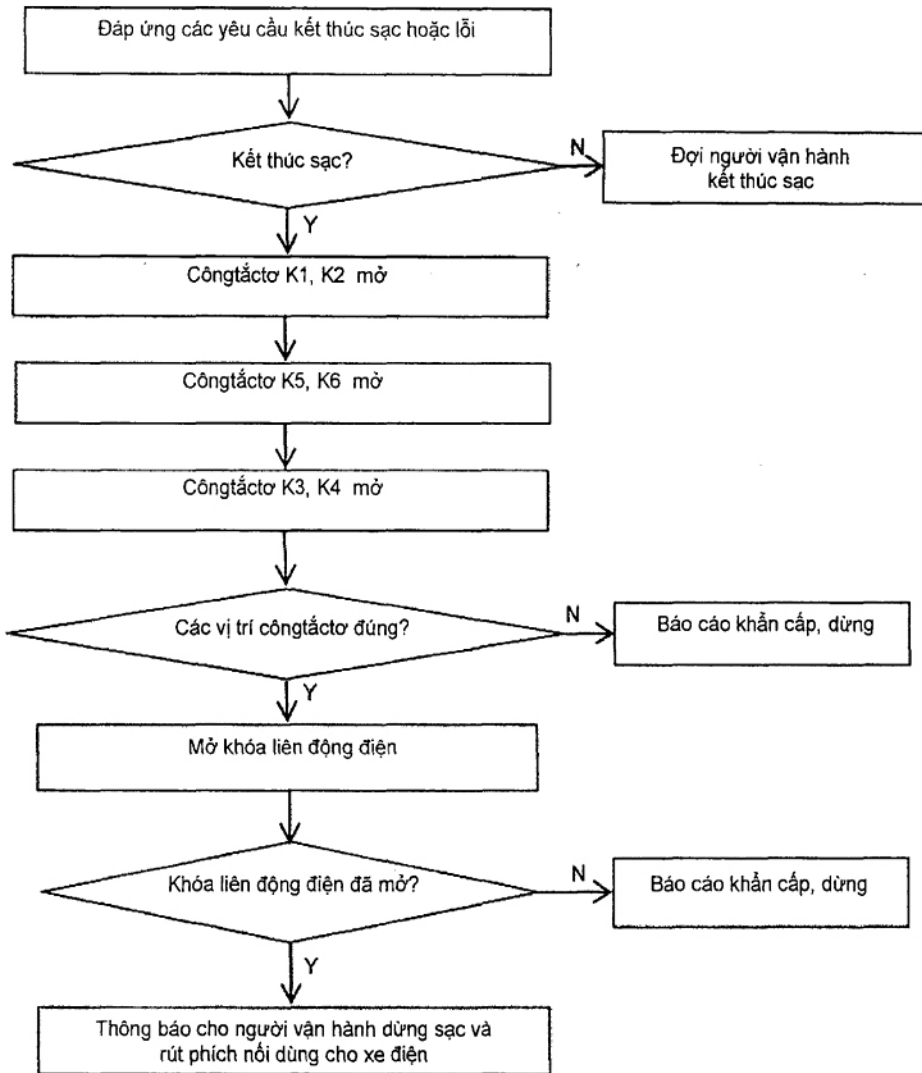 Đáp ứng các yêu cầu kết thúc sạc hoặc lỗi
Kết thúc sạc?
N
Đợi người vận hành
kết thúc sac
Y
Côngtắctơ K1, K2 mở
Côngtắctơ K5, K6 mở
Côngtắctơ K3, K4 mở
Các vị trí côngtắctơ đúng?
N
Báo cáo khẩn cấp, dừng
Y
Mở khóa liên động điện
Khóa liên động điện đã mở?
N
Báo cáo khẩn cấp, dừng
Y
Thông báo cho người vận hành dừng sạc và
rút phích nối dùng cho xe điện